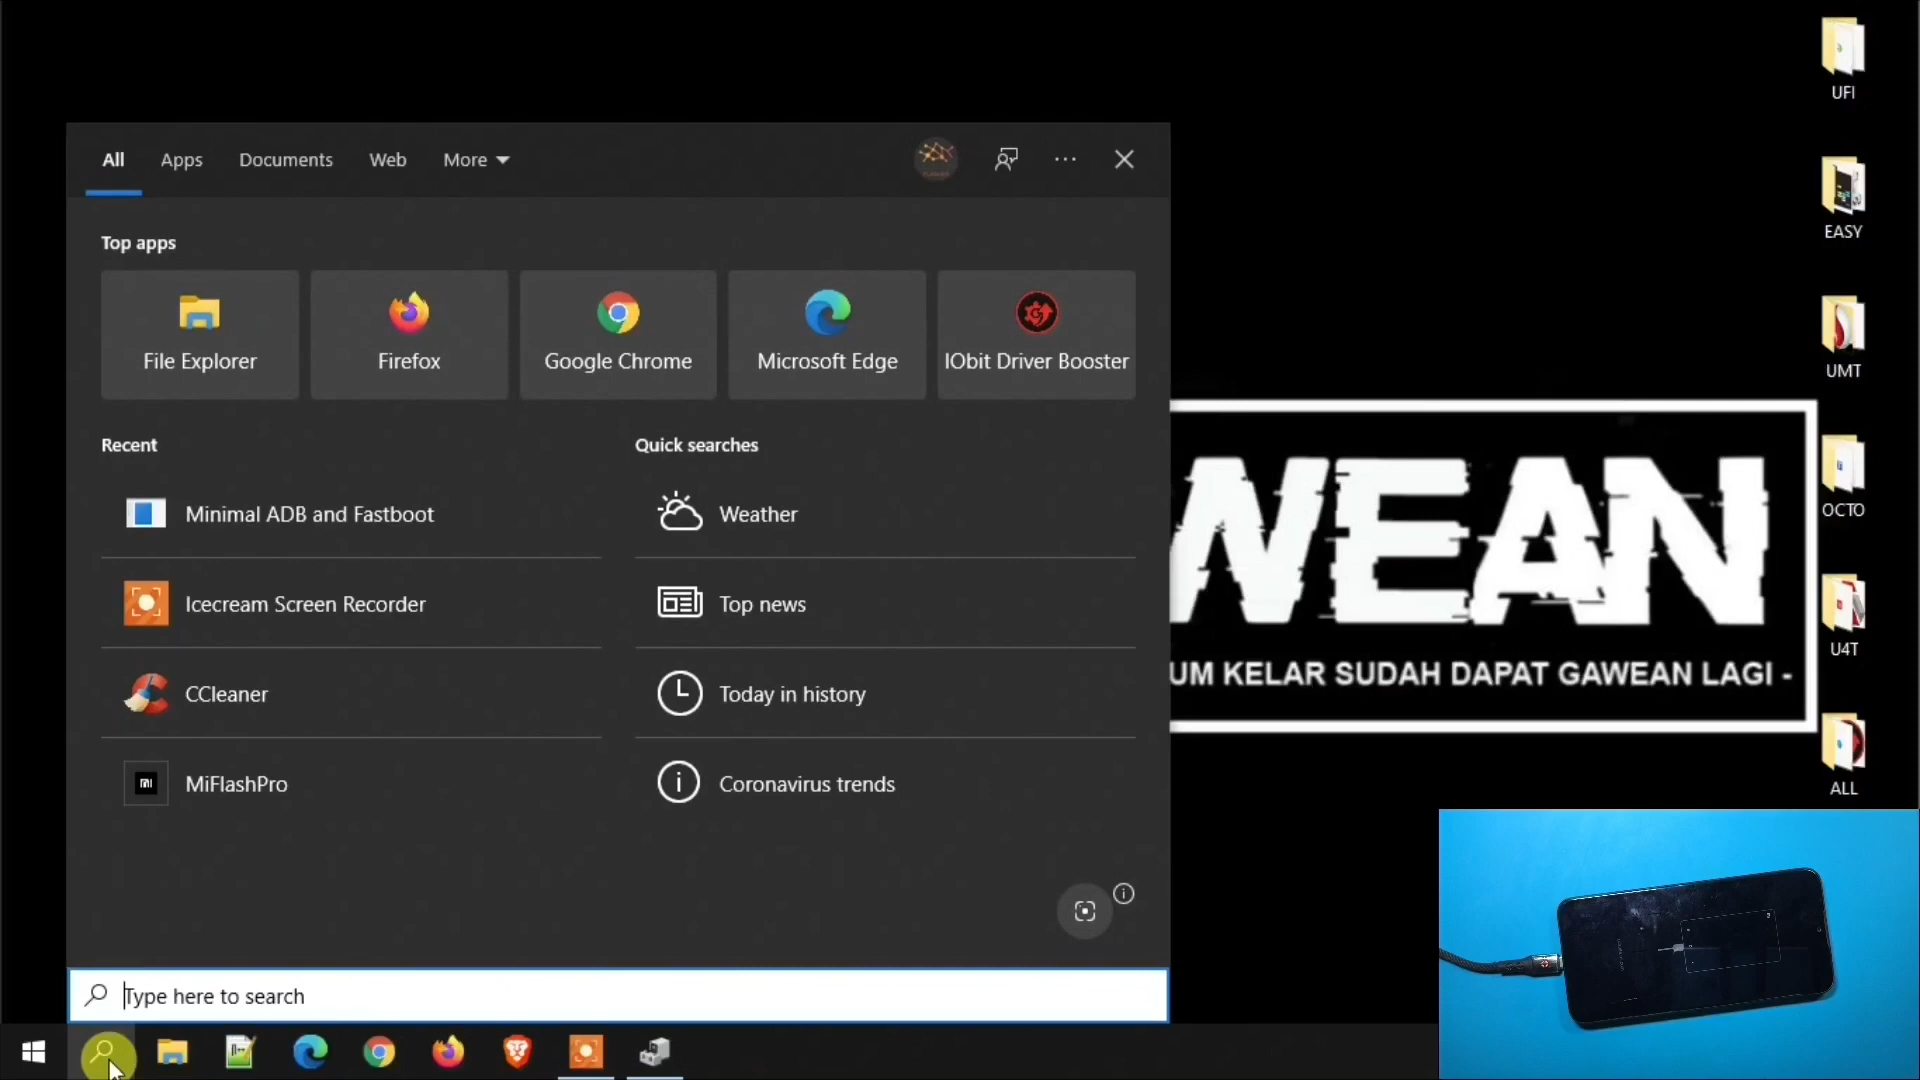 All Apps Documents Web More
Top apps
File Explorer
Firefox
Google Chrome
Microsoft Edge
IObit Driver Booster
Recent
Minimal ADB and Fastboot
Icecream Screen Recorder
CCleaner
MiFlashPro
Quick searches
Weather
Top news
Today in history
Coronavirus trends
Type here to search
WEAN
UM KELAR SUDAH DAPAT GAWEAN LAGI -
UFI
EASY
UMT
OCTO
U4T
ALL